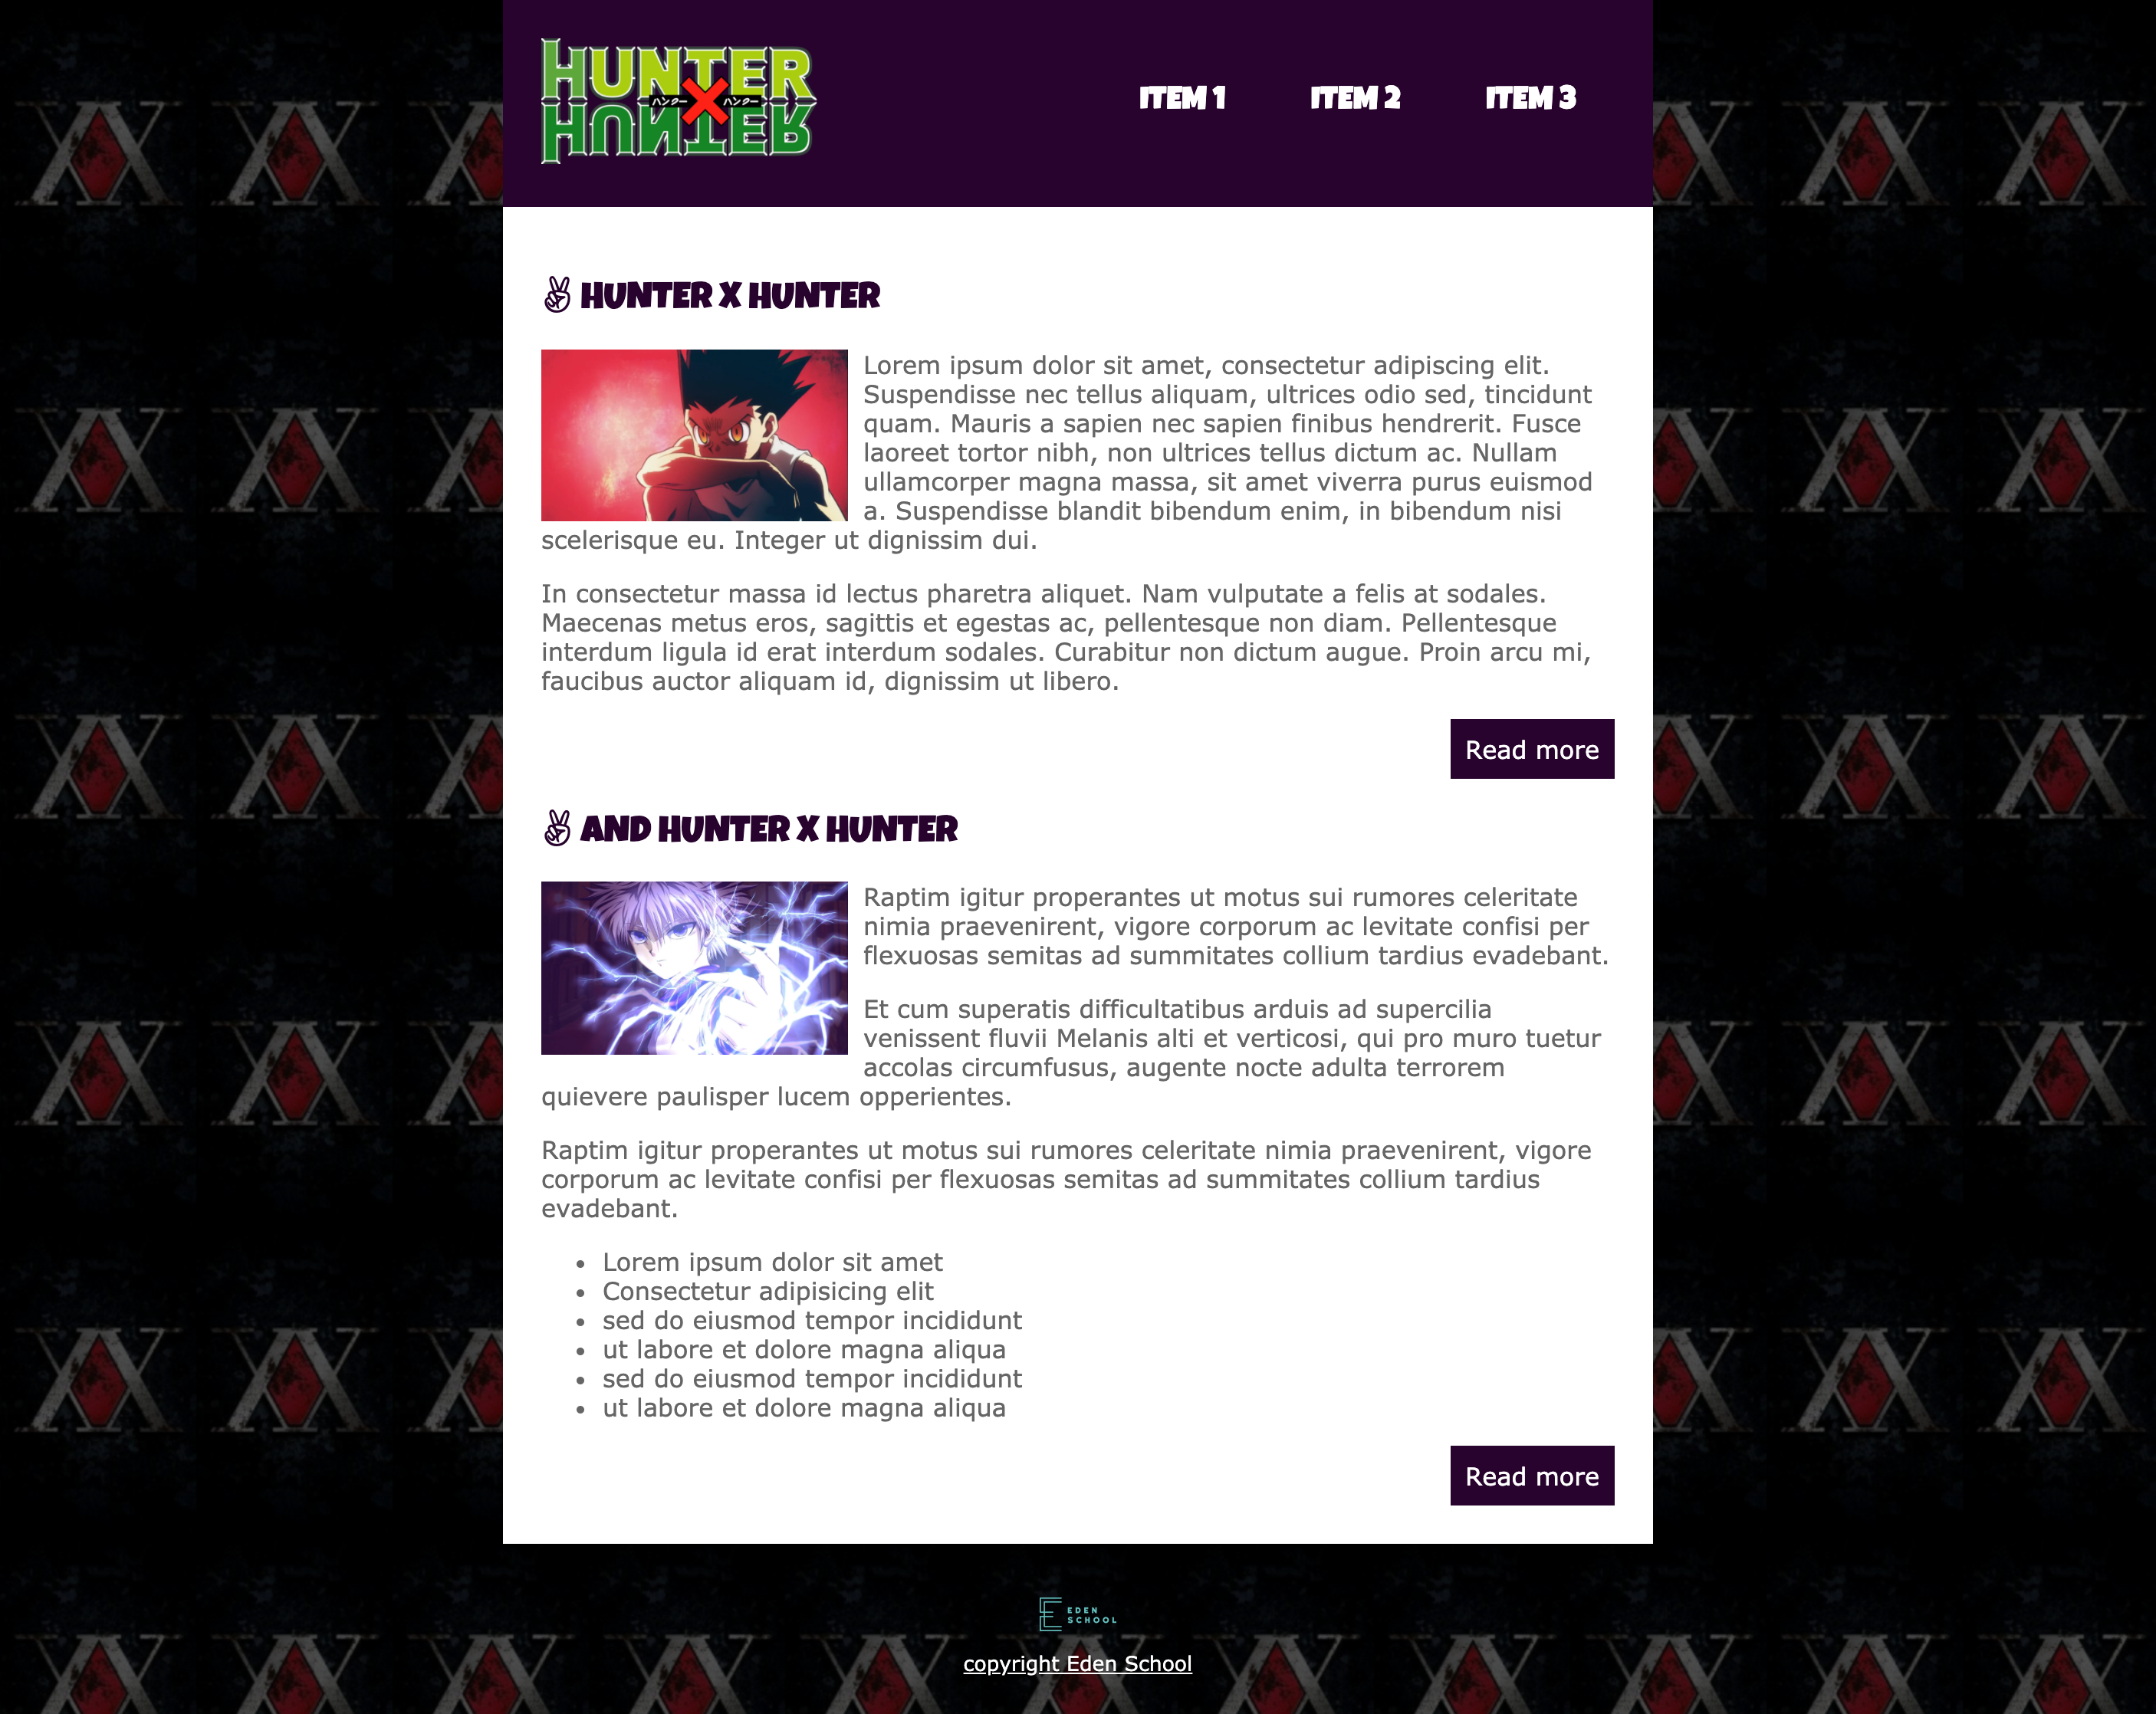 HUNTER
ハンター × ハンター
HUNTER
ITEM 1 ITEM 2 ITEM 3
✌ HUNTER X HUNTER
Lorem ipsum dolor sit amet, consectetur adipiscing elit.
Suspendisse nec tellus aliquam, ultrices odio sed, tincidunt
quam. Mauris a sapien nec sapien finibus hendrerit. Fusce
laoreet tortor nibh, non ultrices tellus dictum ac. Nullam
ullamcorper magna massa, sit amet viverra purus euismod
a. Suspendisse blandit bibendum enim, in bibendum nisi
scelerisque eu. Integer ut dignissim dui.
In consectetur massa id lectus pharetra aliquet. Nam vulputate a felis at sodales.
Maecenas metus eros, sagittis et egestas ac, pellentesque non diam. Pellentesque
interdum ligula id erat interdum sodales. Curabitur non dictum augue. Proin arcu mi,
faucibus auctor aliquam id, dignissim ut libero.
Read more
✌ AND HUNTER X HUNTER
Raptim igitur properantes ut motus sui rumores celeritate
nimia praevenirent, vigore corporum ac levitate confisi per
flexuosas semitas ad summitates collium tardius evadebant.
Et cum superatis difficultatibus arduis ad supercilia
venissent fluvii Melanis alti et verticosi, qui pro muro tuetur
accolas circumfusus, augente nocte adulta terrorem
quievere paulisper lucem opperientes.
Raptim igitur properantes ut motus sui rumores celeritate nimia praevenirent, vigore
corporum ac levitate confisi per flexuosas semitas ad summitates collium tardius
evadebant.
• Lorem ipsum dolor sit amet
• Consectetur adipisicing elit
• sed do eiusmod tempor incididunt
• ut labore et dolore magna aliqua
• sed do eiusmod tempor incididunt
• ut labore et dolore magna aliqua
Read more
EDEN
SCHOOL
copyright Eden School